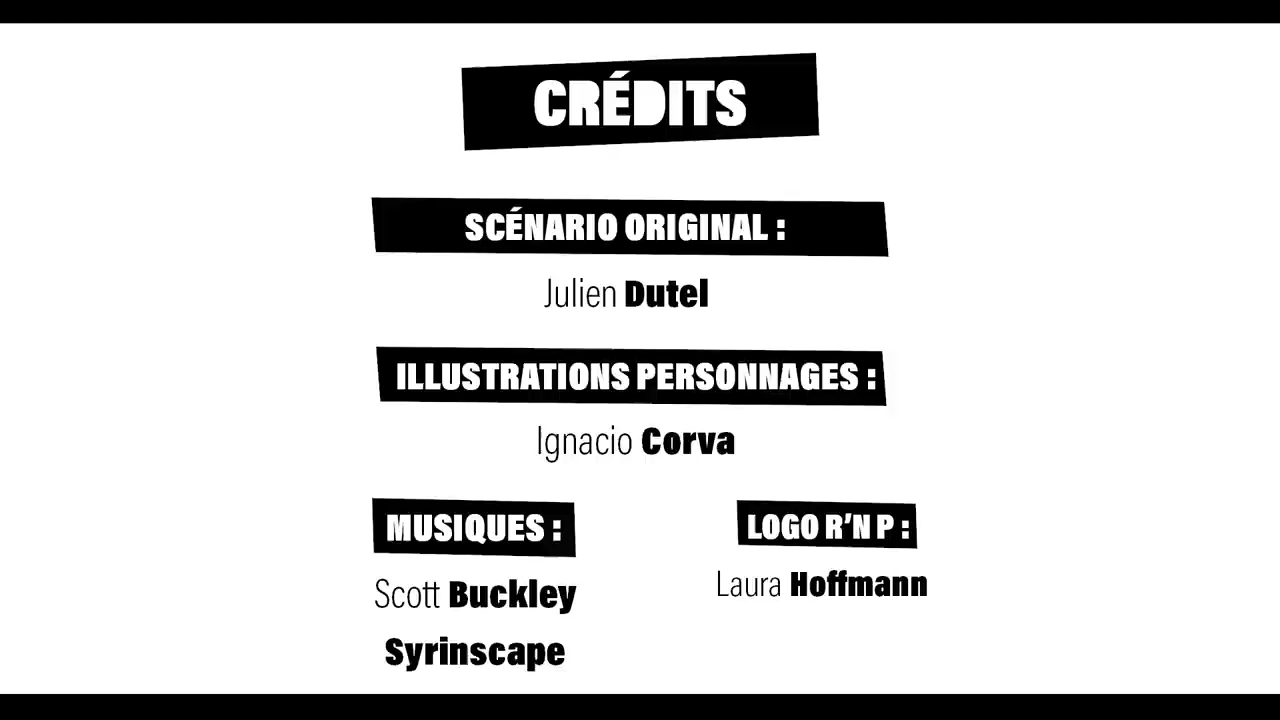 CRÉDITS
SCÉNARIO ORIGINAL :
Julien Dutel
ILLUSTRATIONS PERSONNAGES :
Ignacio Corva
MUSIQUES :
Scott Buckley
Syrinscape
LOGO R'N P :
Laura Hoffmann